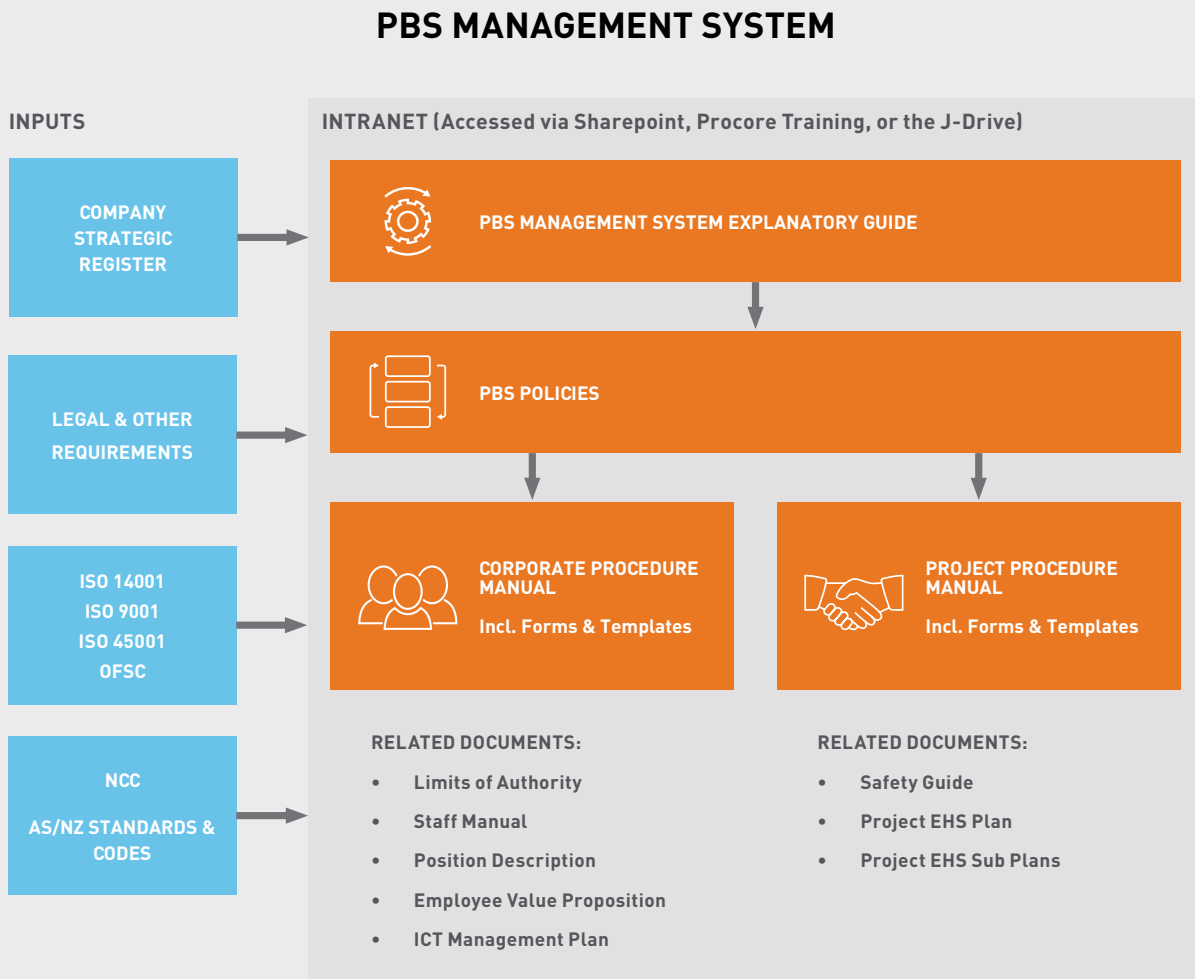 PBS MANAGEMENT SYSTEM
INPUTS
COMPANY
STRATEGIC
REGISTER
LEGAL & OTHER
REQUIREMENTS
ISO 14001
ISO 9001
ISO 45001
OFSC
NCC
AS/NZ STANDARDS &
CODES
INTRANET (Accessed via Sharepoint, Procore Training, or the J-Drive)
PBS MANAGEMENT SYSTEM EXPLANATORY GUIDE
PBS POLICIES
CORPORATE PROCEDURE
MANUAL
Incl. Forms & Templates
RELATED DOCUMENTS:
• Limits of Authority
• Staff Manual
• Position Description
• Employee Value Proposition
• ICT Management Plan
PROJECT PROCEDURE
MANUAL
Incl. Forms & Templates
RELATED DOCUMENTS:
• Safety Guide
• Project EHS Plan
• Project EHS Sub Plans